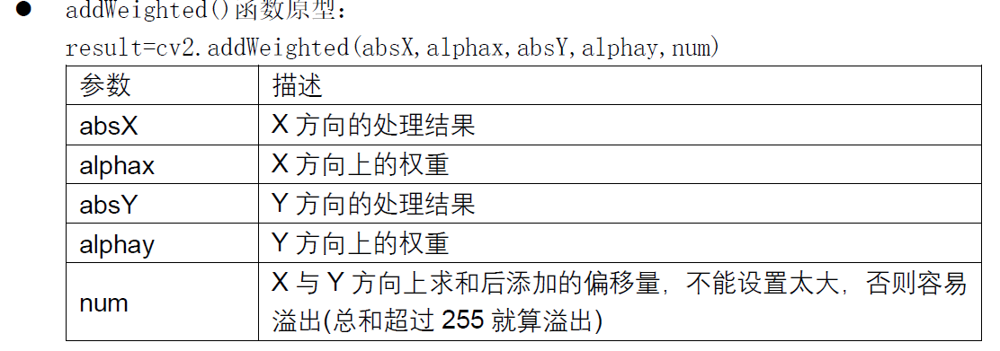 ● addWeighted()函数原型:
result=cv2.addWeighted(absX,alphax,absY,alphay,num)
参数 描述
absX X 方向的处理结果
alphax X 方向上的权重
absY Y 方向的处理结果
alphay Y 方向上的权重
num X 与 Y 方向上求和后添加的偏移量，不能设置太大，否则容易
溢出(总和超过 255 就算溢出)